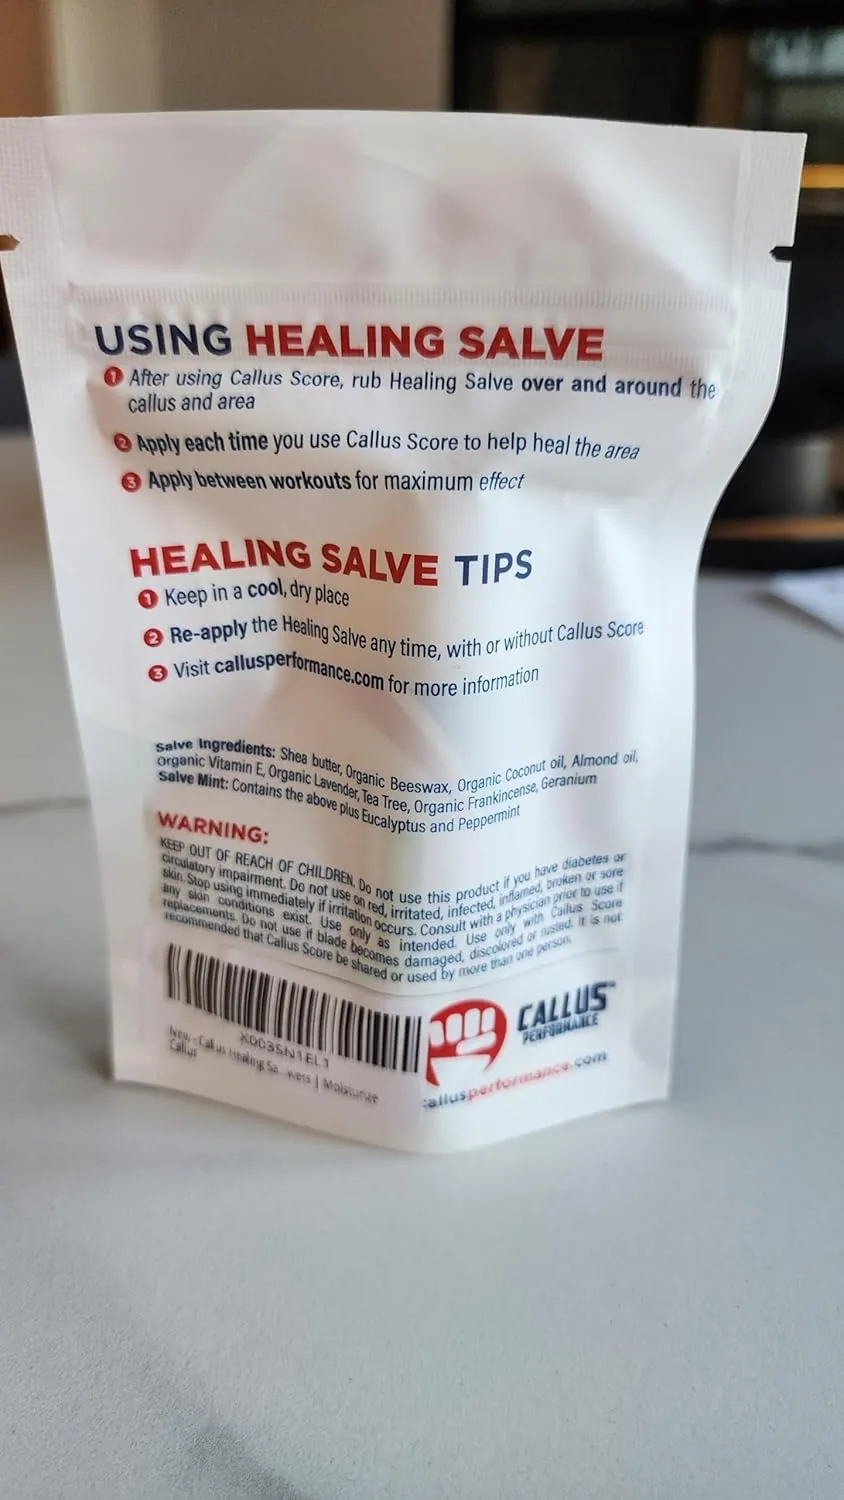 USING HEALING SALVE
1 After using Callus Score, rub Healing Salve over and around the
callus and area
2 Apply each time you use Callus Score to help heal the area
3 Apply between workouts for maximum effect
HEALING SALVE TIPS
1 Keep in a cool, dry place
2 Re-apply the Healing Salve any time, with or without Callus Score
3 Visit callusperformance.com for more information
Salve Ingredients: Shea butter, Organic Beeswax, Organic Coconut oil, Almond oil,
organic Vitamin E, Organic Lavender, Tea Tree, Organic Frankincense, Geranium
Salve Mint: Contains the above plus Eucalyptus and Peppermint
WARNING:
KEEP OUT OF REACH OF CHILDREN. Do not use this product if you have diabetes or
circulatory impairment. Do not use on red, irritated, infected, inflamed, broken or sore
skin. Stop using immediately if irritation occurs. Consult with a physician prior to use if
any skin conditions exist. Use only as intended. Use only with Callus Score
replacements. Do not use if blade becomes damaged, discolored or rusted. It is not
recommended that Callus Score be shared or used by more than one person.
X003SN1EL1
New - Callus Healing Sa...wers | Moisturize
Callus
CALLUS™
PERFORMANCE
callusperformance.com